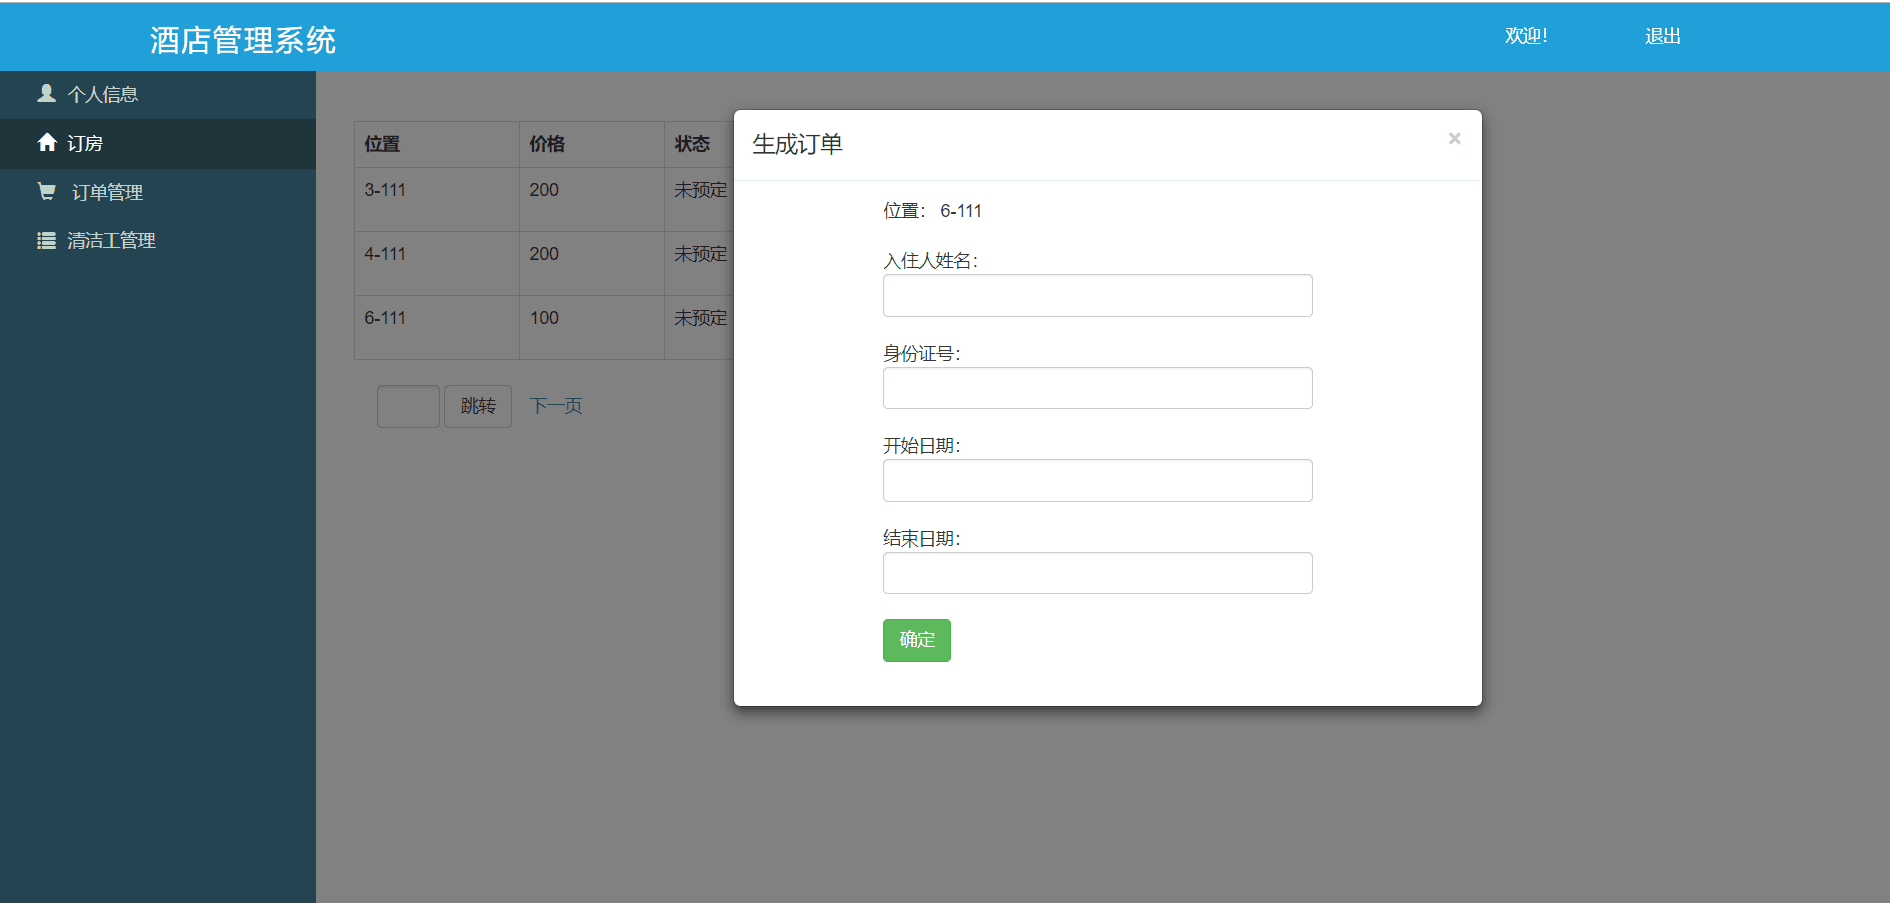 酒店管理系统
欢迎!
退出
个人信息
订房
订单管理
清洁工管理
位置 价格 状态
3-111 200 未预定
4-111 200 未预定
6-111 100 未预定
跳转 下一页
生成订单 ×
位置： 6-111
入住人姓名：
身份证号：
开始日期：
结束日期：
确定